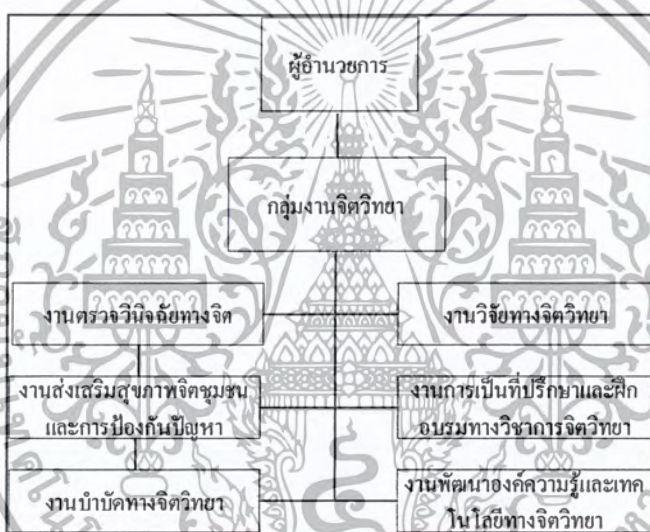 ผู้อำนวยการ
กลุ่มงานจิตวิทยา
งานตรวจวินิจฉัยทางจิต
งานวิจัยทางจิตวิทยา
งานส่งเสริมสุขภาพจิตชุมชน
และการป้องกันปัญหา
งานการเป็นที่ปรึกษาและฝึก
อบรมทางวิชาการจิตวิทยา
งานบำบัดทางจิตวิทยา
งานพัฒนาองค์ความรู้และเทค
โนโลยีทางจิตวิทยา